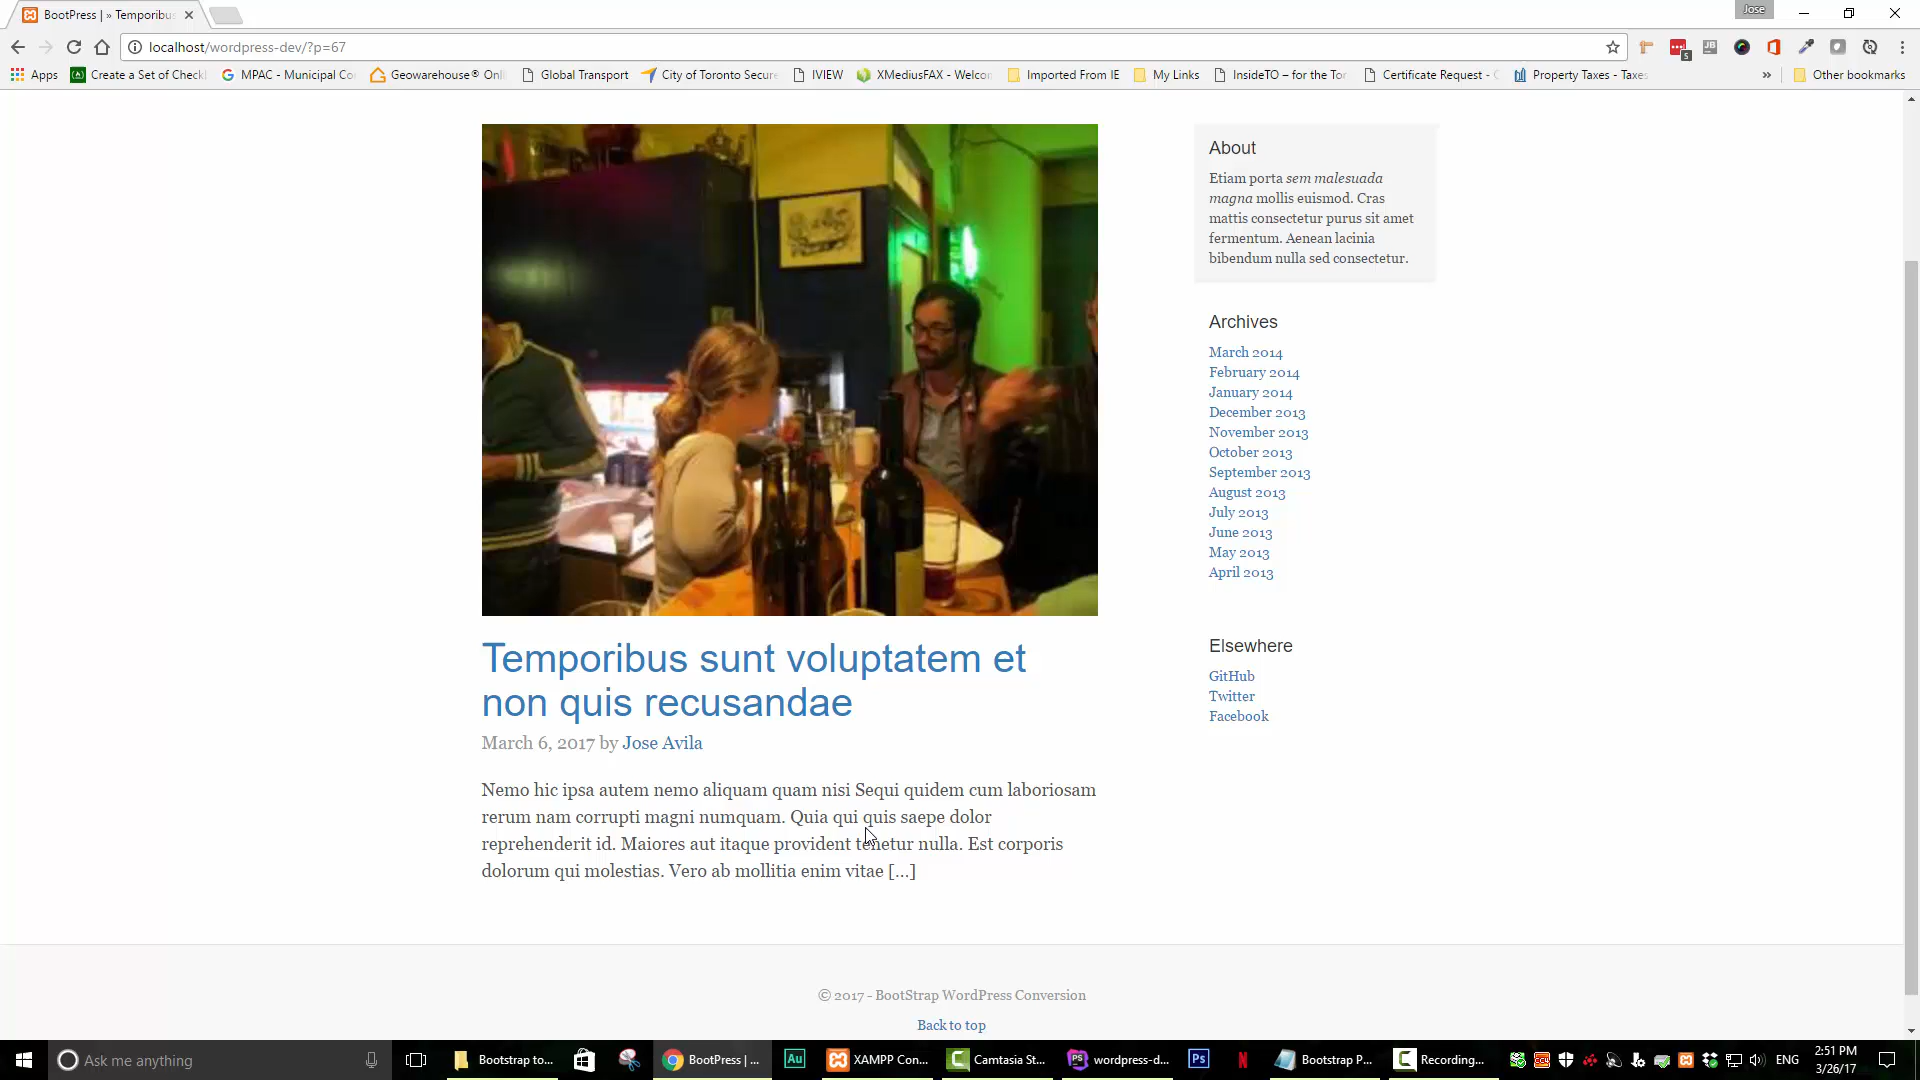 BootPress | » Temporibus
Jose
localhost/wordpress-dev/?p=67
Apps
Create a Set of Check
MPAC - Municipal Co
Geowarehouse® Onli
Global Transport
City of Toronto Secure
IVIEW
XMediusFAX - Welcon
Imported From IE
My Links
InsideTO – for the Tor
Certificate Request -
Property Taxes - Taxes
»
Other bookmarks
About
Etiam porta sem malesuada
magna mollis euismod. Cras
mattis consectetur purus sit amet
fermentum. Aenean lacinia
bibendum nulla sed consectetur.
Archives
March 2014
February 2014
January 2014
December 2013
November 2013
October 2013
September 2013
August 2013
July 2013
June 2013
May 2013
April 2013
Elsewhere
GitHub
Twitter
Facebook
Temporibus sunt voluptatem et
non quis recusandae
March 6, 2017 by Jose Avila
Nemo hic ipsa autem nemo aliquam quam nisi Sequi quidem cum laboriosam
rerum nam corrupti magni numquam. Quia qui quis saepe dolor
reprehenderit id. Maiores aut itaque provident tenetur nulla. Est corporis
dolorum qui molestias. Vero ab mollitia enim vitae [...]
© 2017 - BootStrap WordPress Conversion
Back to top
Ask me anything
Bootstrap to...
BootPress | ...
Au
XAMPP Con...
Camtasia St...
PS
wordpress-d...
Ps
N
Bootstrap P...
Recording...
ENG
2:51 PM
3/26/17